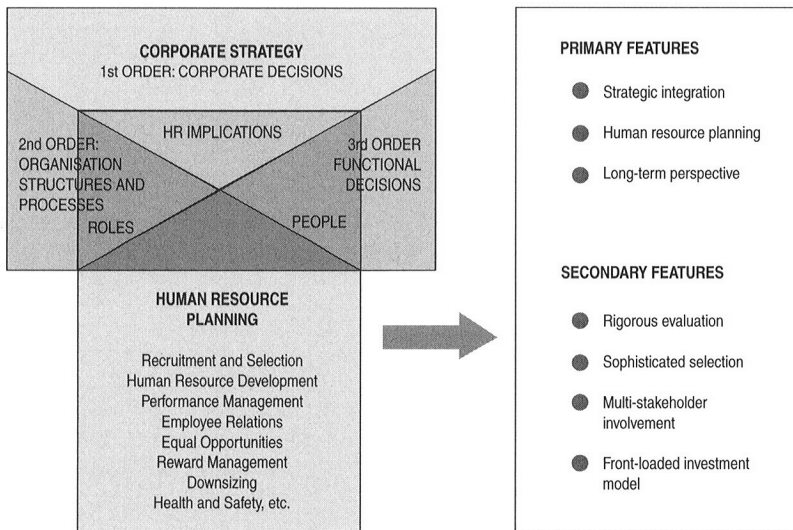 CORPORATE STRATEGY
1st ORDER: CORPORATE DECISIONS
HR IMPLICATIONS
2nd ORDER:
ORGANISATION
STRUCTURES AND
PROCESSES
3rd ORDER
FUNCTIONAL
DECISIONS
ROLES
PEOPLE
HUMAN RESOURCE
PLANNING
Recruitment and Selection
Human Resource Development
Performance Management
Employee Relations
Equal Opportunities
Reward Management
Downsizing
Health and Safety, etc.
PRIMARY FEATURES
Strategic integration
Human resource planning
Long-term perspective
SECONDARY FEATURES
Rigorous evaluation
Sophisticated selection
Multi-stakeholder
involvement
Front-loaded investment
model